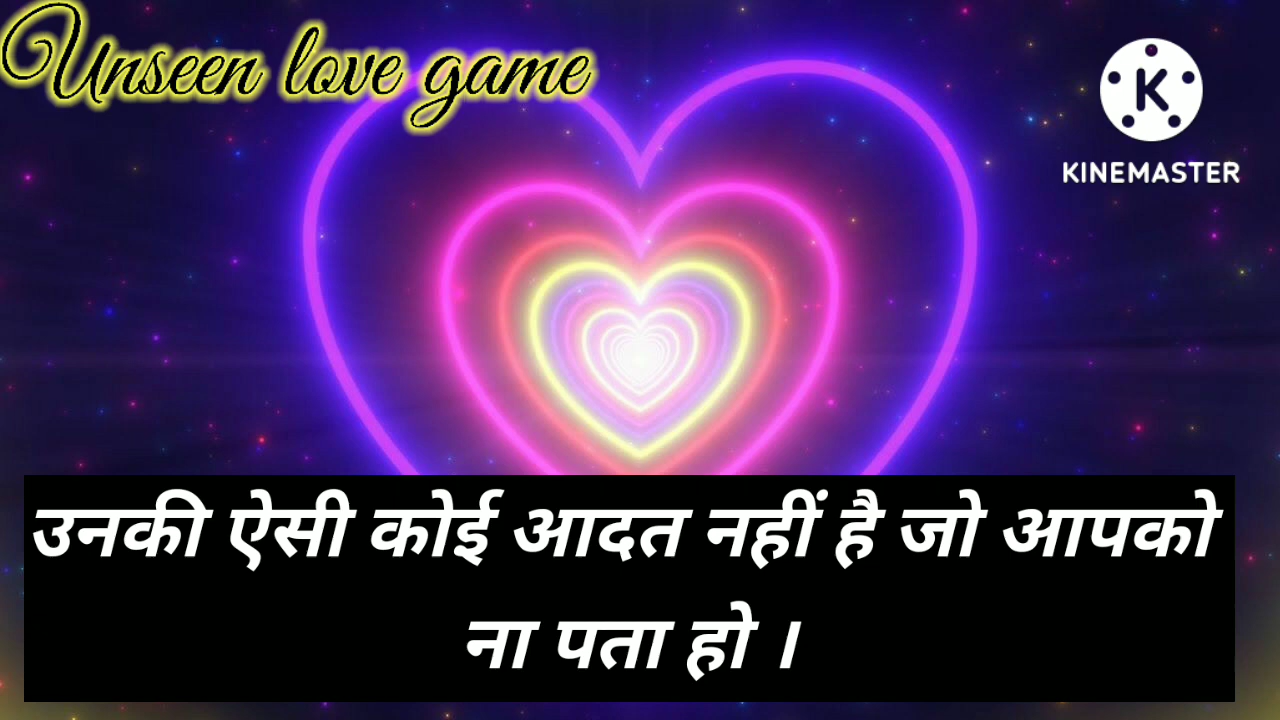 Unseen love game
K
KINEMASTER
उनकी ऐसी कोई आदत नहीं है जो आपको
ना पता हो ।